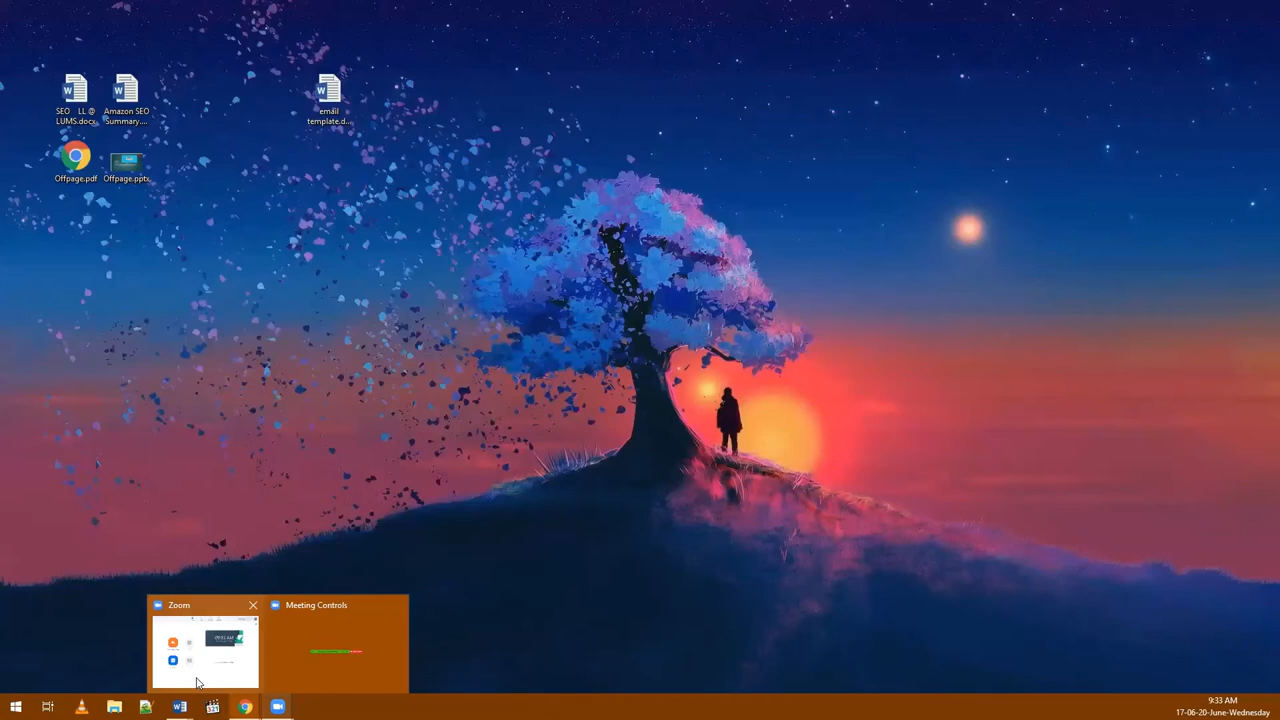 SEO LL @
LUMS.docx
Amazon SEO
Summary....
email
template.d...
Offpage.pdf
Offpage.pptx
Zoom
Meeting Controls
9:33 AM
17-06-20-June-Wednesday